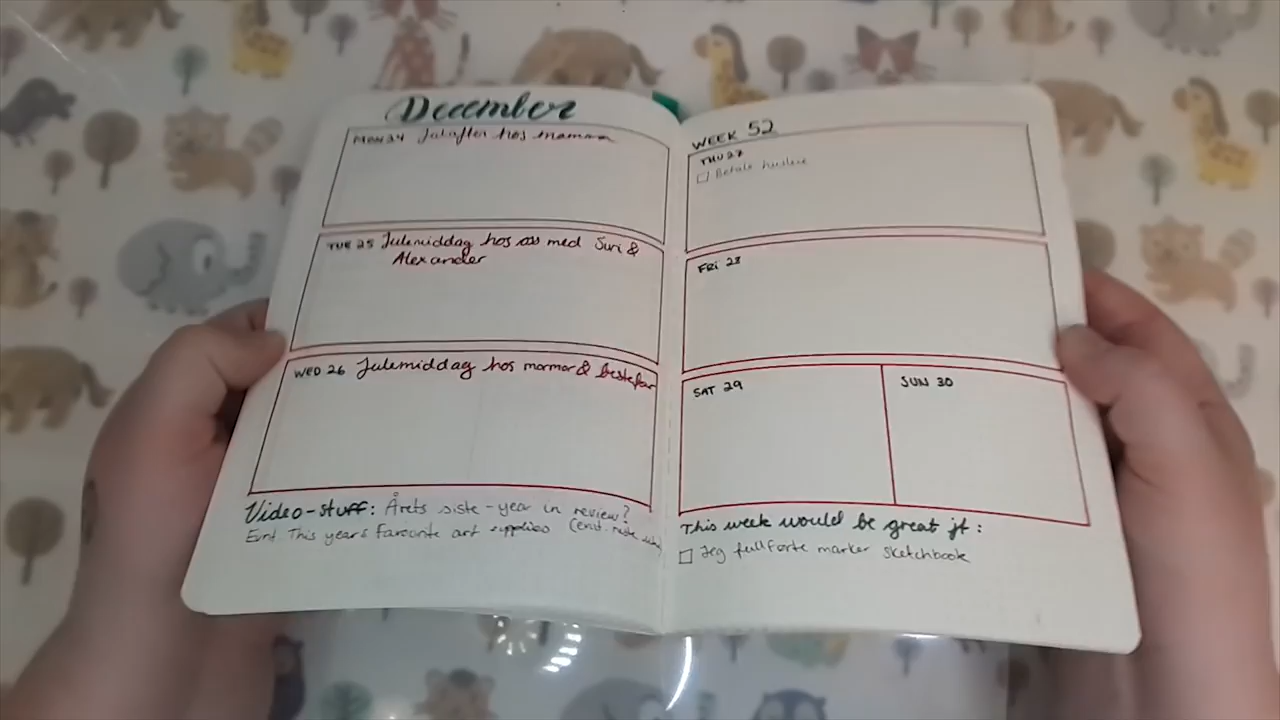 December
MON 24 Julaften hos mamma
TUE 25 Julemiddag hos oss med Suri &
Alexander
WED 26 Julemiddag hos mormor & bestefar
Video-stuff: Årets siste - year in review?
Evnt. This years favourite art supplies
WEEK 52
THU 27
Betale husleie
FRI 28
SAT 29
SUN 30
This week would be great if:
Jeg fullførte marker sketchbook